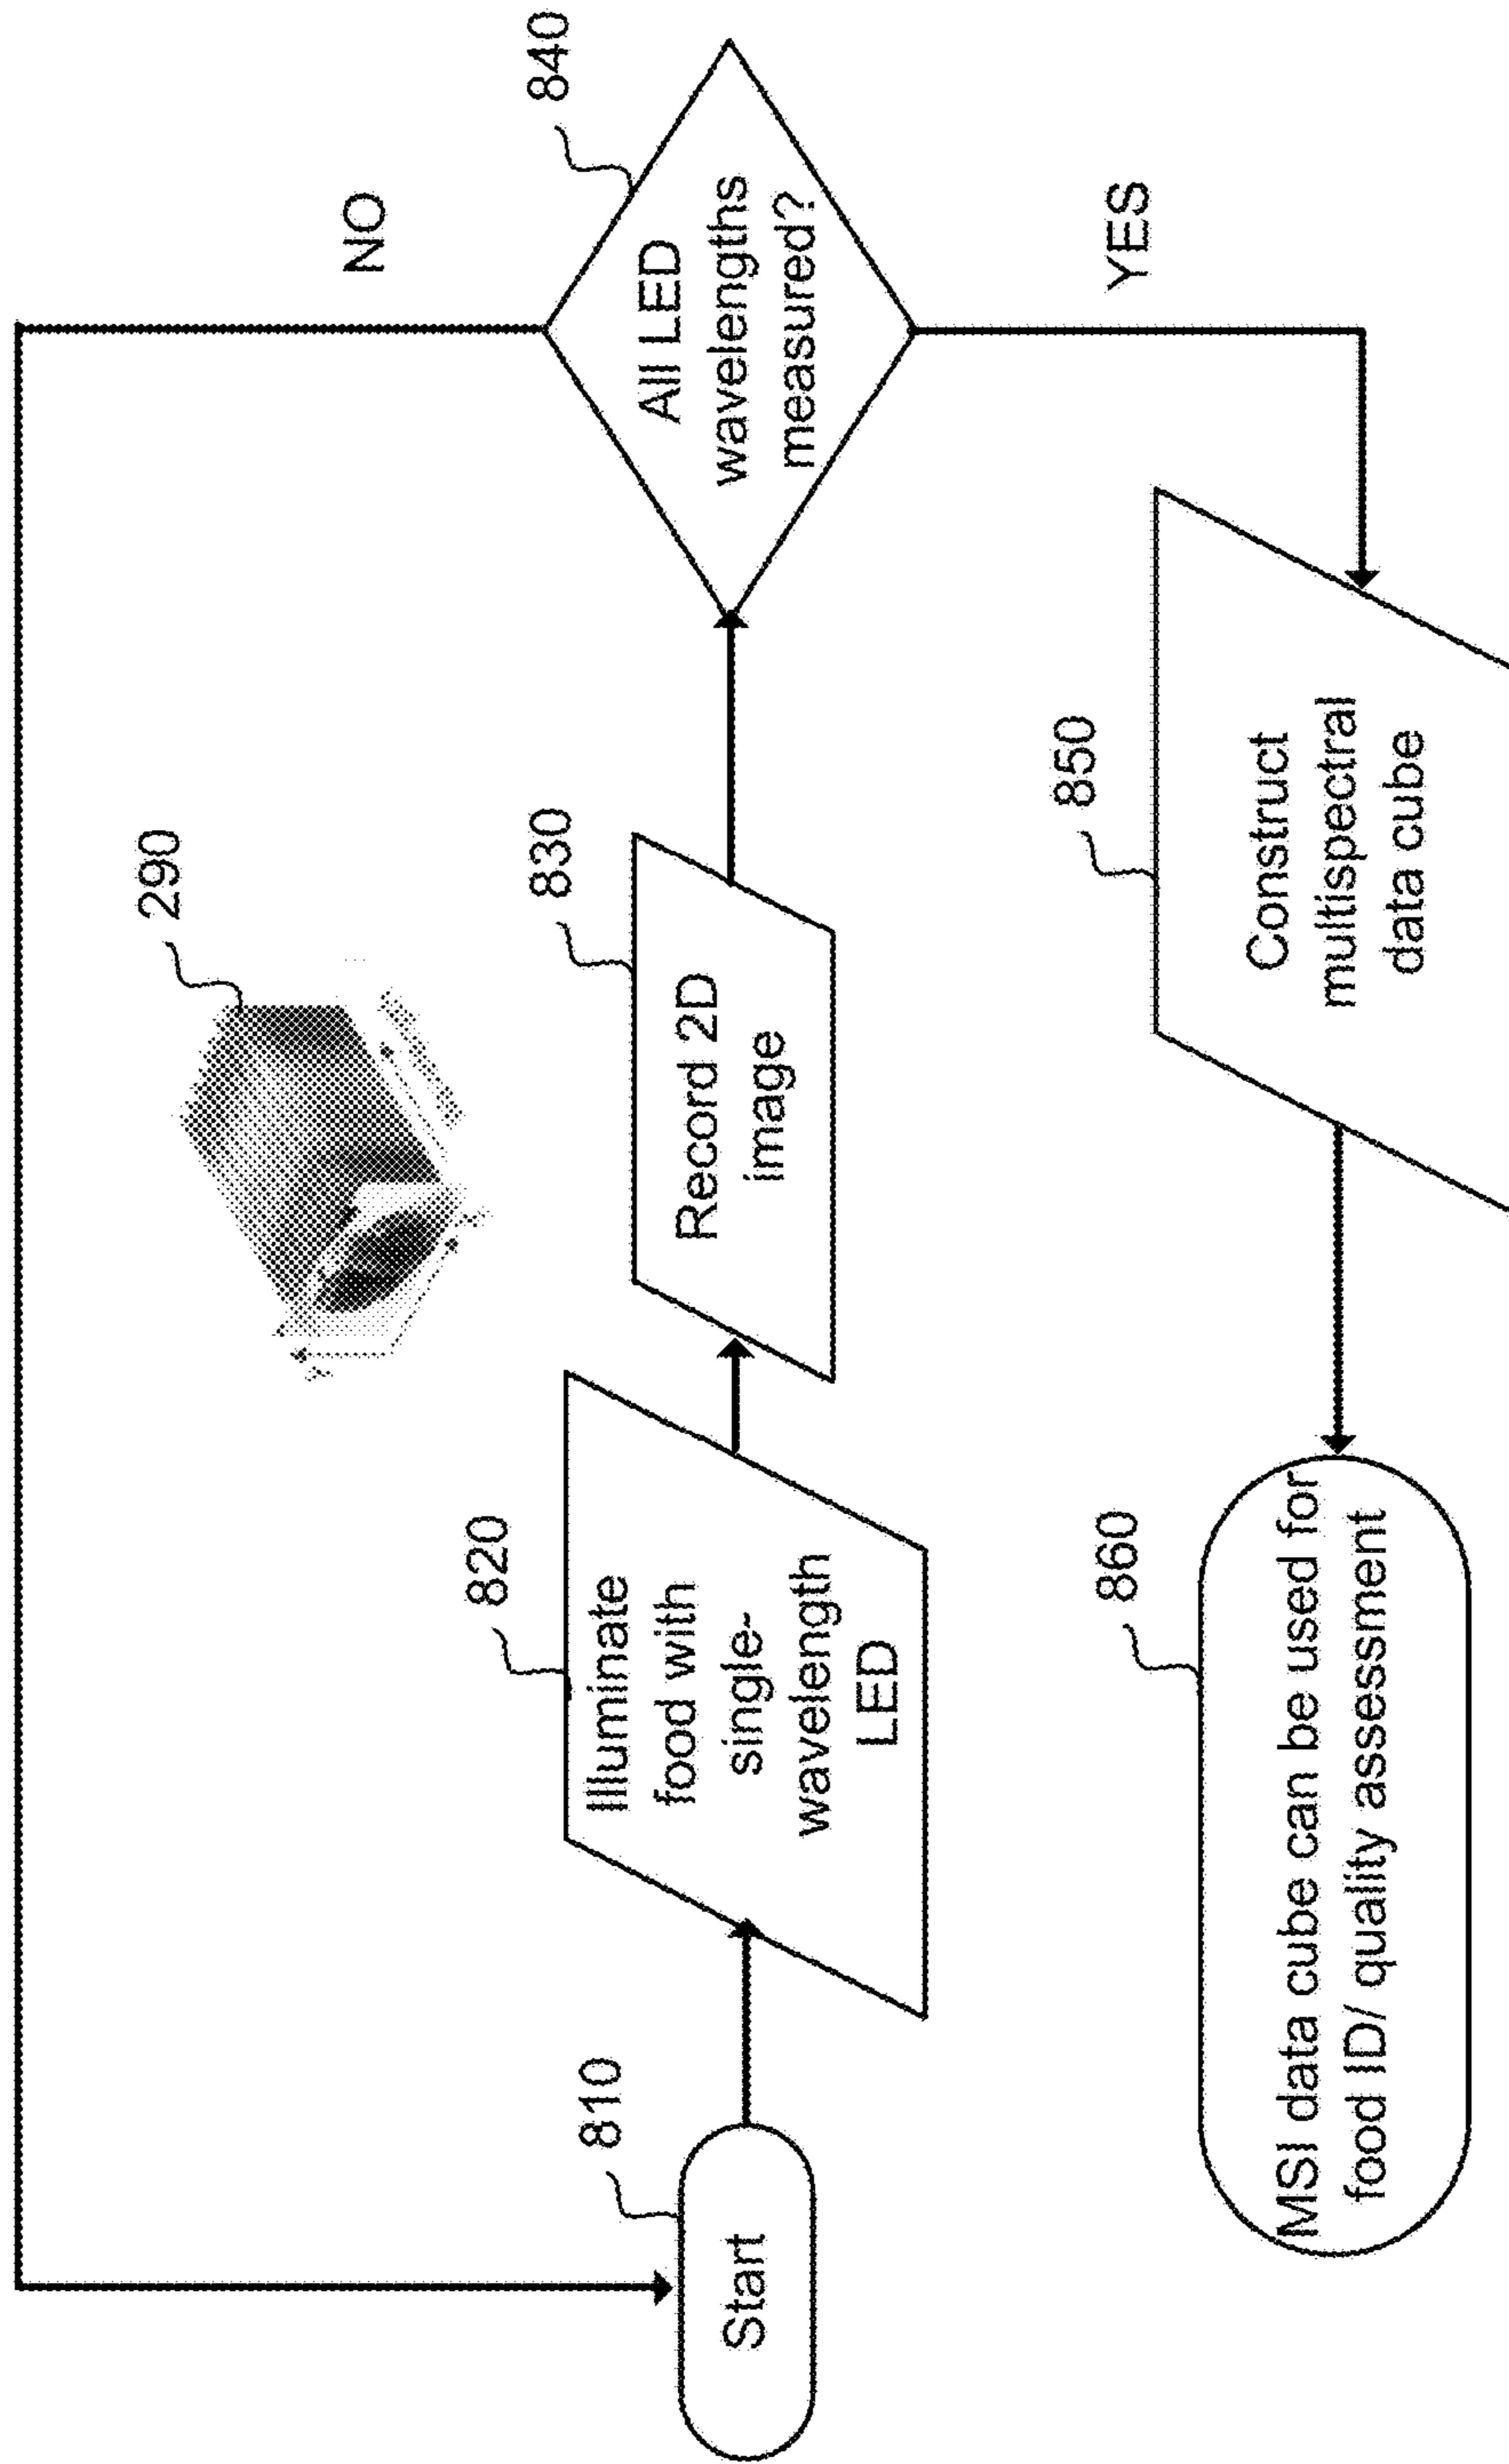 NO
290
810
Start
820
Illuminate
food with
single-
wavelength
LED
830
Record 2D
image
840
All LED
wavelengths
measured?
YES
860
MSI data cube can be used for
food ID/ quality assessment
850
Construct
multispectral
data cube